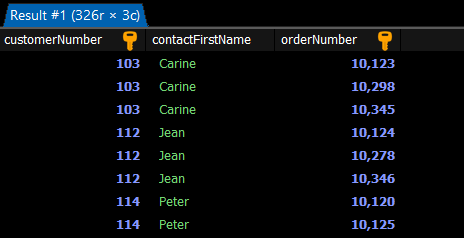 Result #1 (326r × 3c)
customerNumber contactFirstName orderNumber
103 Carine 10,123
103 Carine 10,298
103 Carine 10,345
112 Jean 10,124
112 Jean 10,278
112 Jean 10,346
114 Peter 10,120
114 Peter 10,125